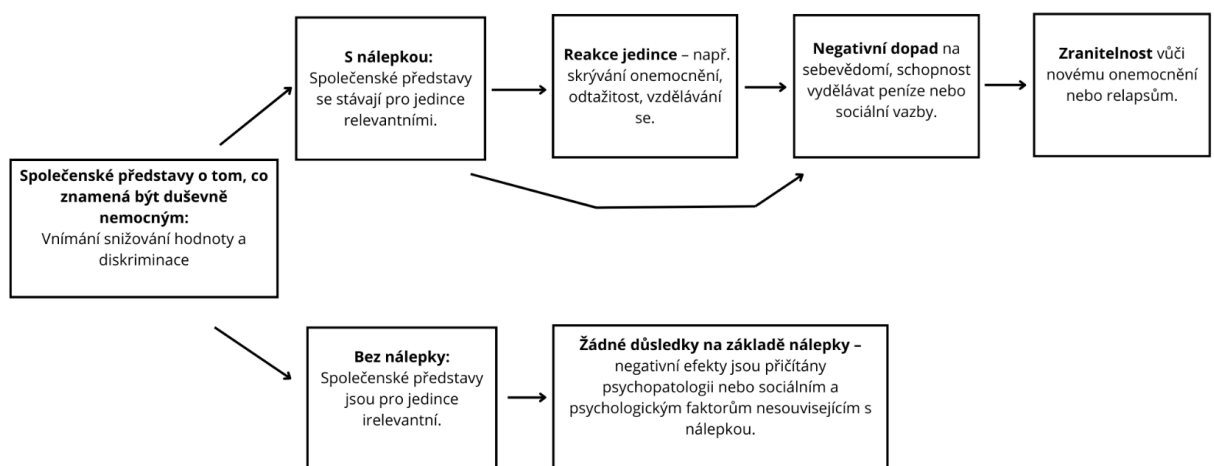 Společenské představy o tom, co
znamená být duševně
nemocným:
Vnímání snižování hodnoty a
diskriminace
S nálepkou:
Společenské představy
se stávají pro jedince
relevantními.
Reakce jedince – např.
skrývání onemocnění,
odtažitost, vzdělávání
se.
Negativní dopad na
sebevědomí, schopnost
vydělávat peníze nebo
sociální vazby.
Zranitelnost vůči
novému onemocnění
nebo relapsům.
Bez nálepky:
Společenské představy
jsou pro jedince
irelevantní.
Žádné důsledky na základě nálepky –
negativní efekty jsou přičítány
psychopatologii nebo sociálním a
psychologickým faktorům nesouvisejícím s
nálepkou.